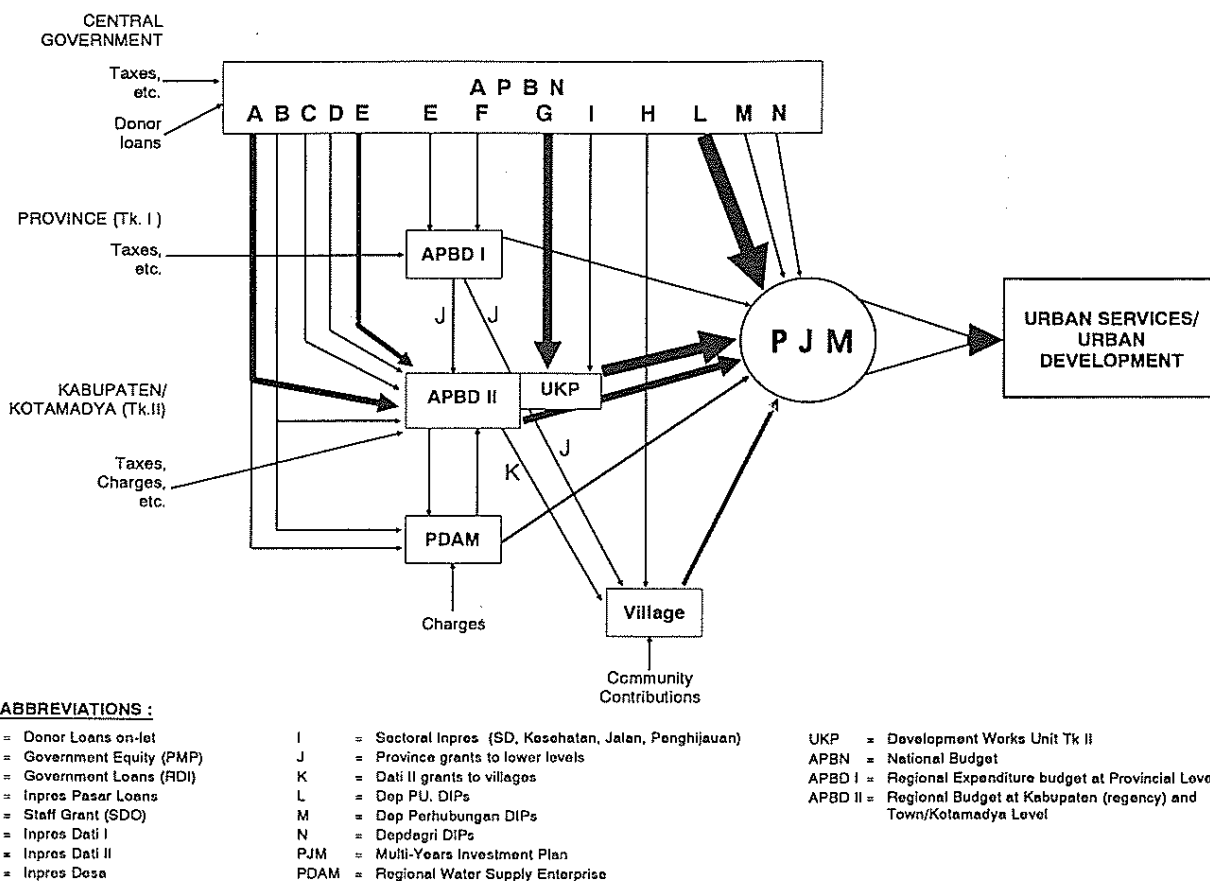 CENTRAL
GOVERNMENT
Taxes,
etc.
Donor
loans
A P B N
A B C D E E F G I H L M N
PROVINCE (Tk. I )
Taxes,
etc.
APBD I
J J
P J M
URBAN SERVICES/
URBAN
DEVELOPMENT
KABUPATEN/
KOTAMADYA (Tk.II)
APBD II
UKP
Taxes,
Charges,
etc.
K
J
PDAM
Charges
Village
Community
Contributions
ABBREVIATIONS :
= Donor Loans on-let
= Government Equity (PMP)
= Government Loans (RDI)
= Inpres Pasar Loans
= Staff Grant (SDO)
= Inpres Dati I
= Inpres Dati II
= Inpres Desa
I = Sectoral Inpres (SD, Kesehatan, Jalan, Penghijauan)
J = Province grants to lower levels
K = Dati II grants to villages
L = Dep PU. DIPs
M = Dep Perhubungan DIPs
N = Depdagri DIPs
PJM = Multi-Years Investment Plan
PDAM = Regional Water Supply Enterprise
UKP = Development Works Unit Tk II
APBN = National Budget
APBD I = Regional Expenditure budget at Provincial Leve
APBD II = Regional Budget at Kabupaten (regency) and
Town/Kotamadya Level